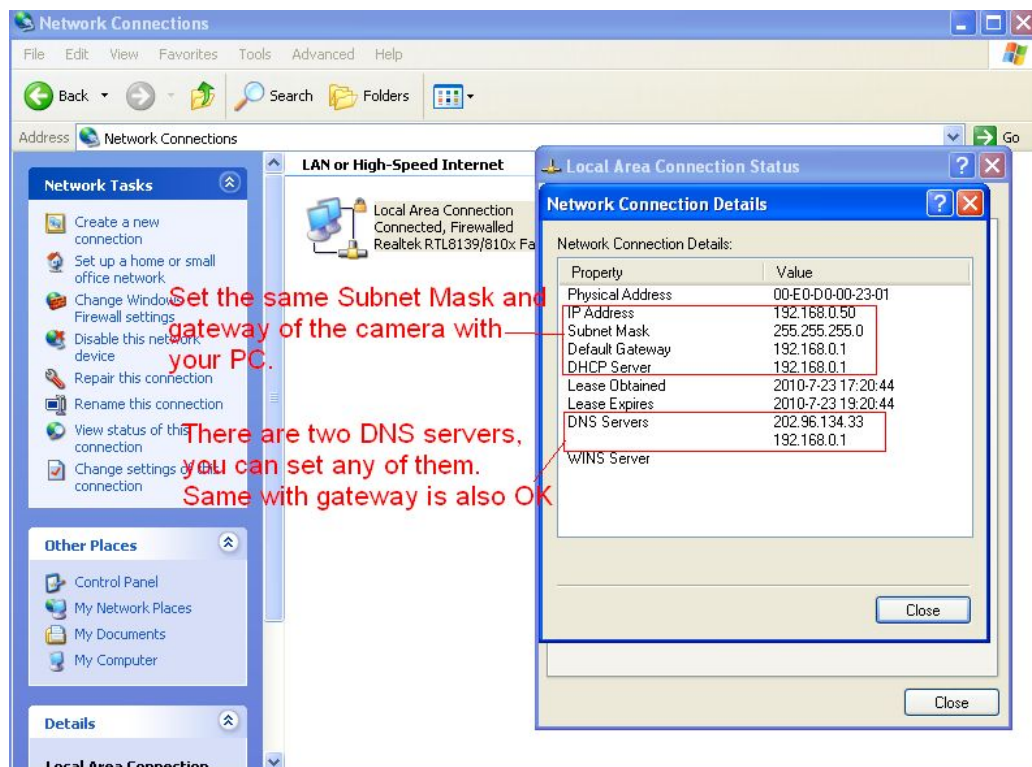 Network Connections
File Edit View Favorites Tools Advanced Help
Back Search Folders
Address Network Connections Go
Network Tasks
Create a new
connection
Set up a home or small
office network
Change Windows
Firewall settings
Disable this network
device
Repair this connection
Rename this connection
View status of this
connection
Change settings of this
connection
Other Places
Control Panel
My Network Places
My Documents
My Computer
Details
Local Area Connection
LAN or High-Speed Internet
Local Area Connection
Connected, Firewalled
Realtek RTL8139/810x Fa
Set the same Subnet Mask and
gateway of the camera with
your PC.
There are two DNS servers,
you can set any of them.
Same with gateway is also OK
Local Area Connection Status
Network Connection Details
Network Connection Details:
Property Value
Physical Address 00-E0-D0-00-23-01
IP Address 192.168.0.50
Subnet Mask 255.255.255.0
Default Gateway 192.168.0.1
DHCP Server 192.168.0.1
Lease Obtained 2010-7-23 17:20:44
Lease Expires 2010-7-23 19:20:44
DNS Servers 202.96.134.33
192.168.0.1
WINS Server
Close
Close